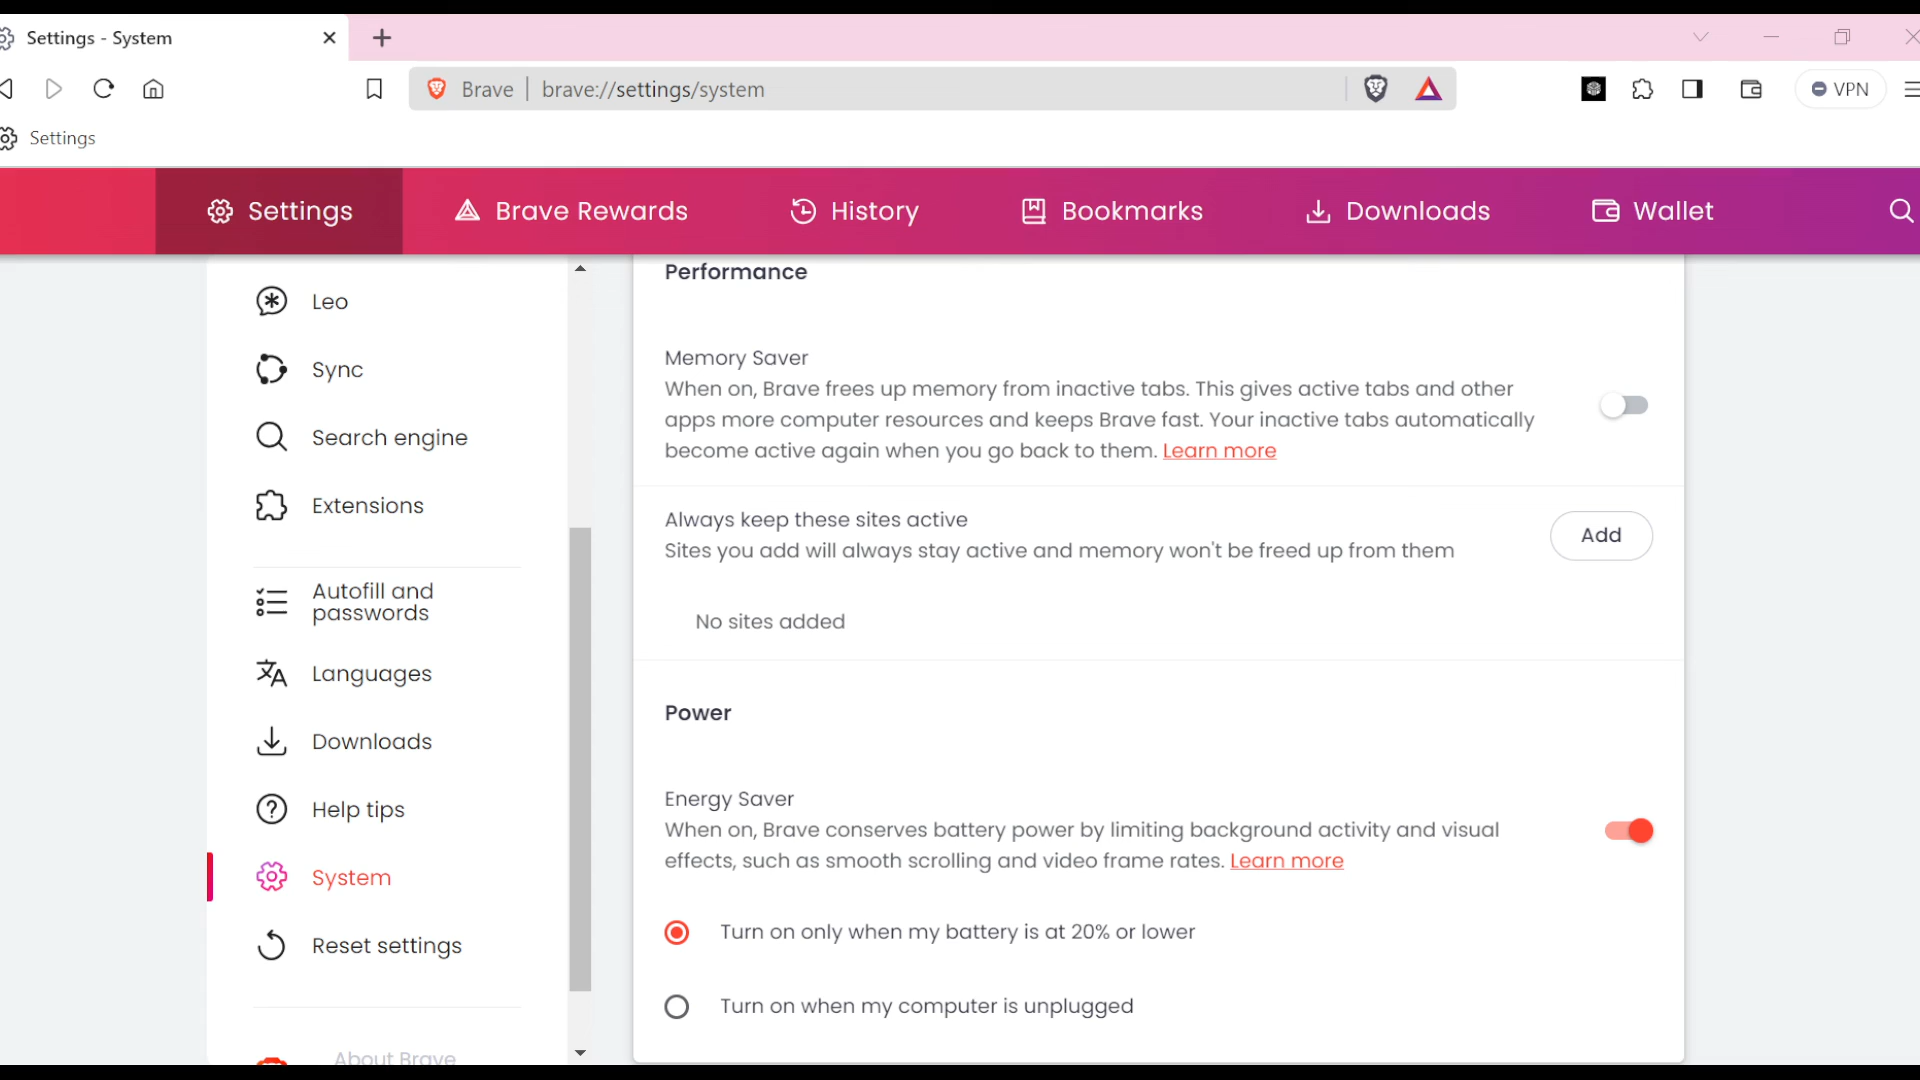 Settings - System
Brave
brave://settings/system
VPN
Settings
Settings
Brave Rewards
History
Bookmarks
Downloads
Wallet
Leo
Sync
Search engine
Extensions
Autofill and
passwords
Languages
Downloads
Help tips
System
Reset settings
About Brave
Performance
Memory Saver
When on, Brave frees up memory from inactive tabs. This gives active tabs and other
apps more computer resources and keeps Brave fast. Your inactive tabs automatically
become active again when you go back to them. Learn more
Always keep these sites active
Sites you add will always stay active and memory won't be freed up from them
Add
No sites added
Power
Energy Saver
When on, Brave conserves battery power by limiting background activity and visual
effects, such as smooth scrolling and video frame rates. Learn more
Turn on only when my battery is at 20% or lower
Turn on when my computer is unplugged